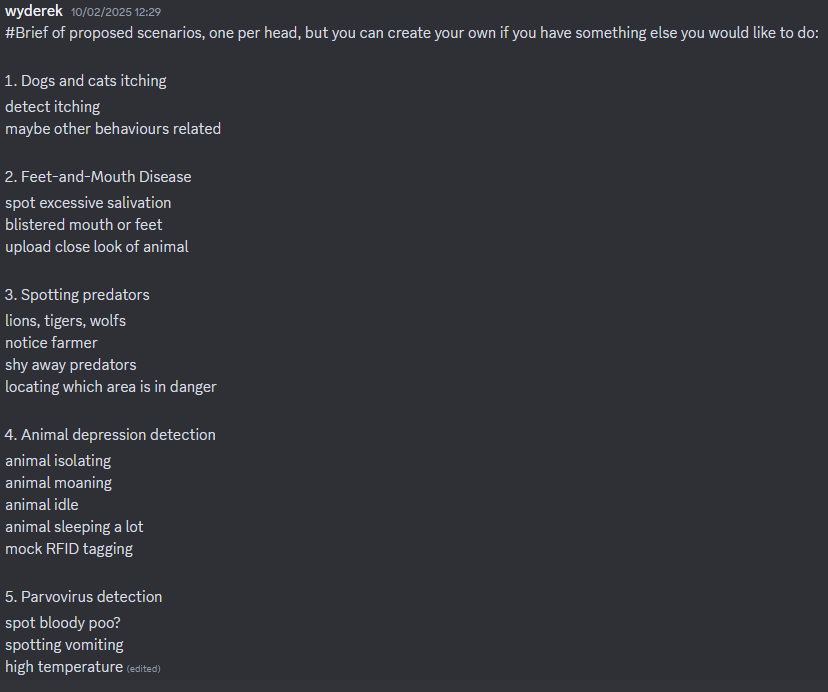 wyderek 10/02/2025 12:29
#Brief of proposed scenarios, one per head, but you can create your own if you have something else you would like to do:
1. Dogs and cats itching
detect itching
maybe other behaviours related
2. Feet-and-Mouth Disease
spot excessive salivation
blistered mouth or feet
upload close look of animal
3. Spotting predators
lions, tigers, wolfs
notice farmer
shy away predators
locating which area is in danger
4. Animal depression detection
animal isolating
animal moaning
animal idle
animal sleeping a lot
mock RFID tagging
5. Parvovirus detection
spot bloody poo?
spotting vomiting
high temperature (edited)